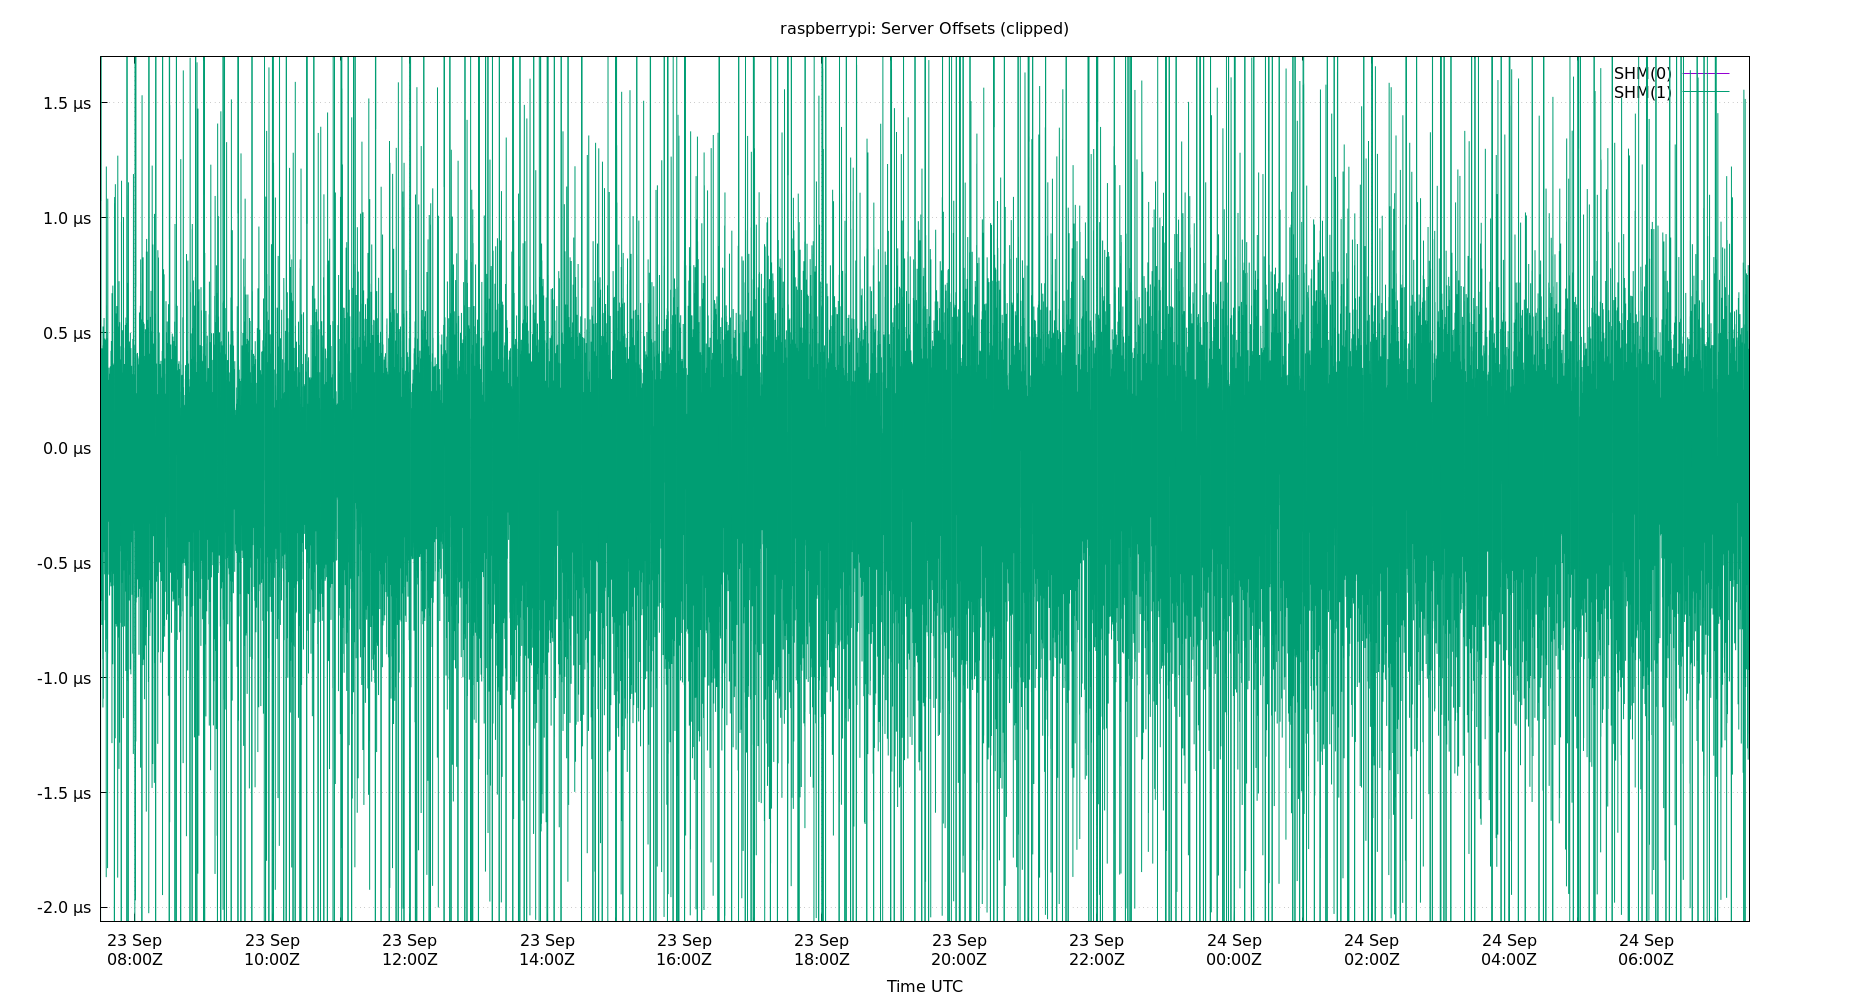 raspberrypi: Server Offsets (clipped)
SHM(0)
SHM(1)
1.5 µs
1.0 µs
0.5 µs
0.0 µs
-0.5 µs
-1.0 µs
-1.5 µs
-2.0 µs
23 Sep 23 Sep 23 Sep 23 Sep 23 Sep 23 Sep 23 Sep 23 Sep 24 Sep 24 Sep 24 Sep 24 Sep
08:00Z 10:00Z 12:00Z 14:00Z 16:00Z 18:00Z 20:00Z 22:00Z 00:00Z 02:00Z 04:00Z 06:00Z
Time UTC